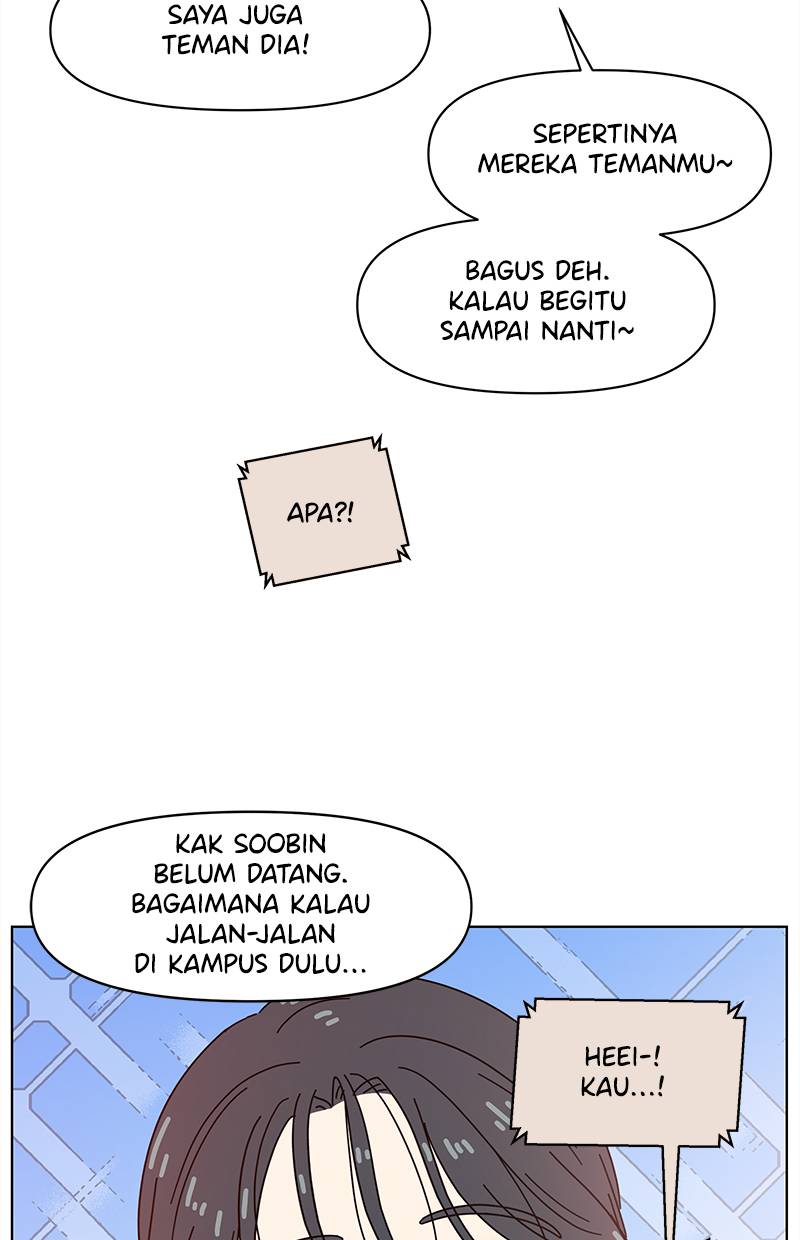 SAYA JUGA
TEMAN DIA!
SEPERTINYA
MEREKA TEMANMU~
BAGUS DEH.
KALAU BEGITU
SAMPAI NANTI~
APA?!
KAK SOOBIN
BELUM DATANG.
BAGAIMANA KALAU
JALAN-JALAN
DI KAMPUS DULU...
HEEI-!
KAU...!